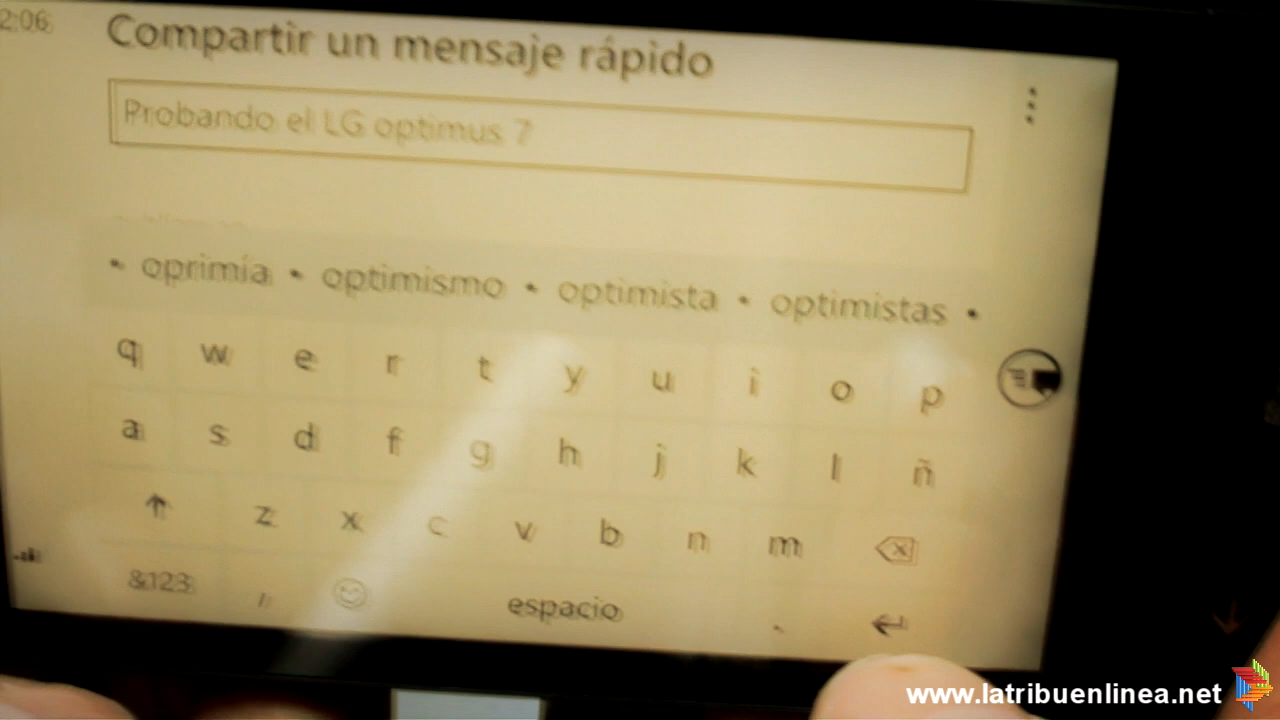 2:06
Compartir un mensaje rápido
Probando el LG optimus 7
• oprimía • optimismo • optimista • optimistas •
q w e r t y u i o p
a s d f g h j k l ñ
z x c v b n m
&123 , espacio .
www.latribuenlinea.net